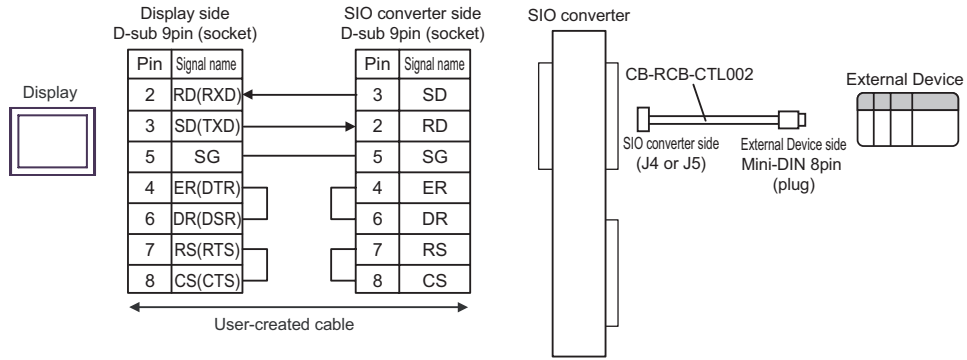 Display side
D-sub 9pin (socket)
SIO converter side
D-sub 9pin (socket)
SIO converter
Display
Pin Signal name
2 RD(RXD)
3 SD(TXD)
5 SG
4 ER(DTR)
6 DR(DSR)
7 RS(RTS)
8 CS(CTS)
Pin Signal name
3 SD
2 RD
5 SG
4 ER
6 DR
7 RS
8 CS
User-created cable
CB-RCB-CTL002
SIO converter side
(J4 or J5)
External Device side
Mini-DIN 8pin
(plug)
External Device